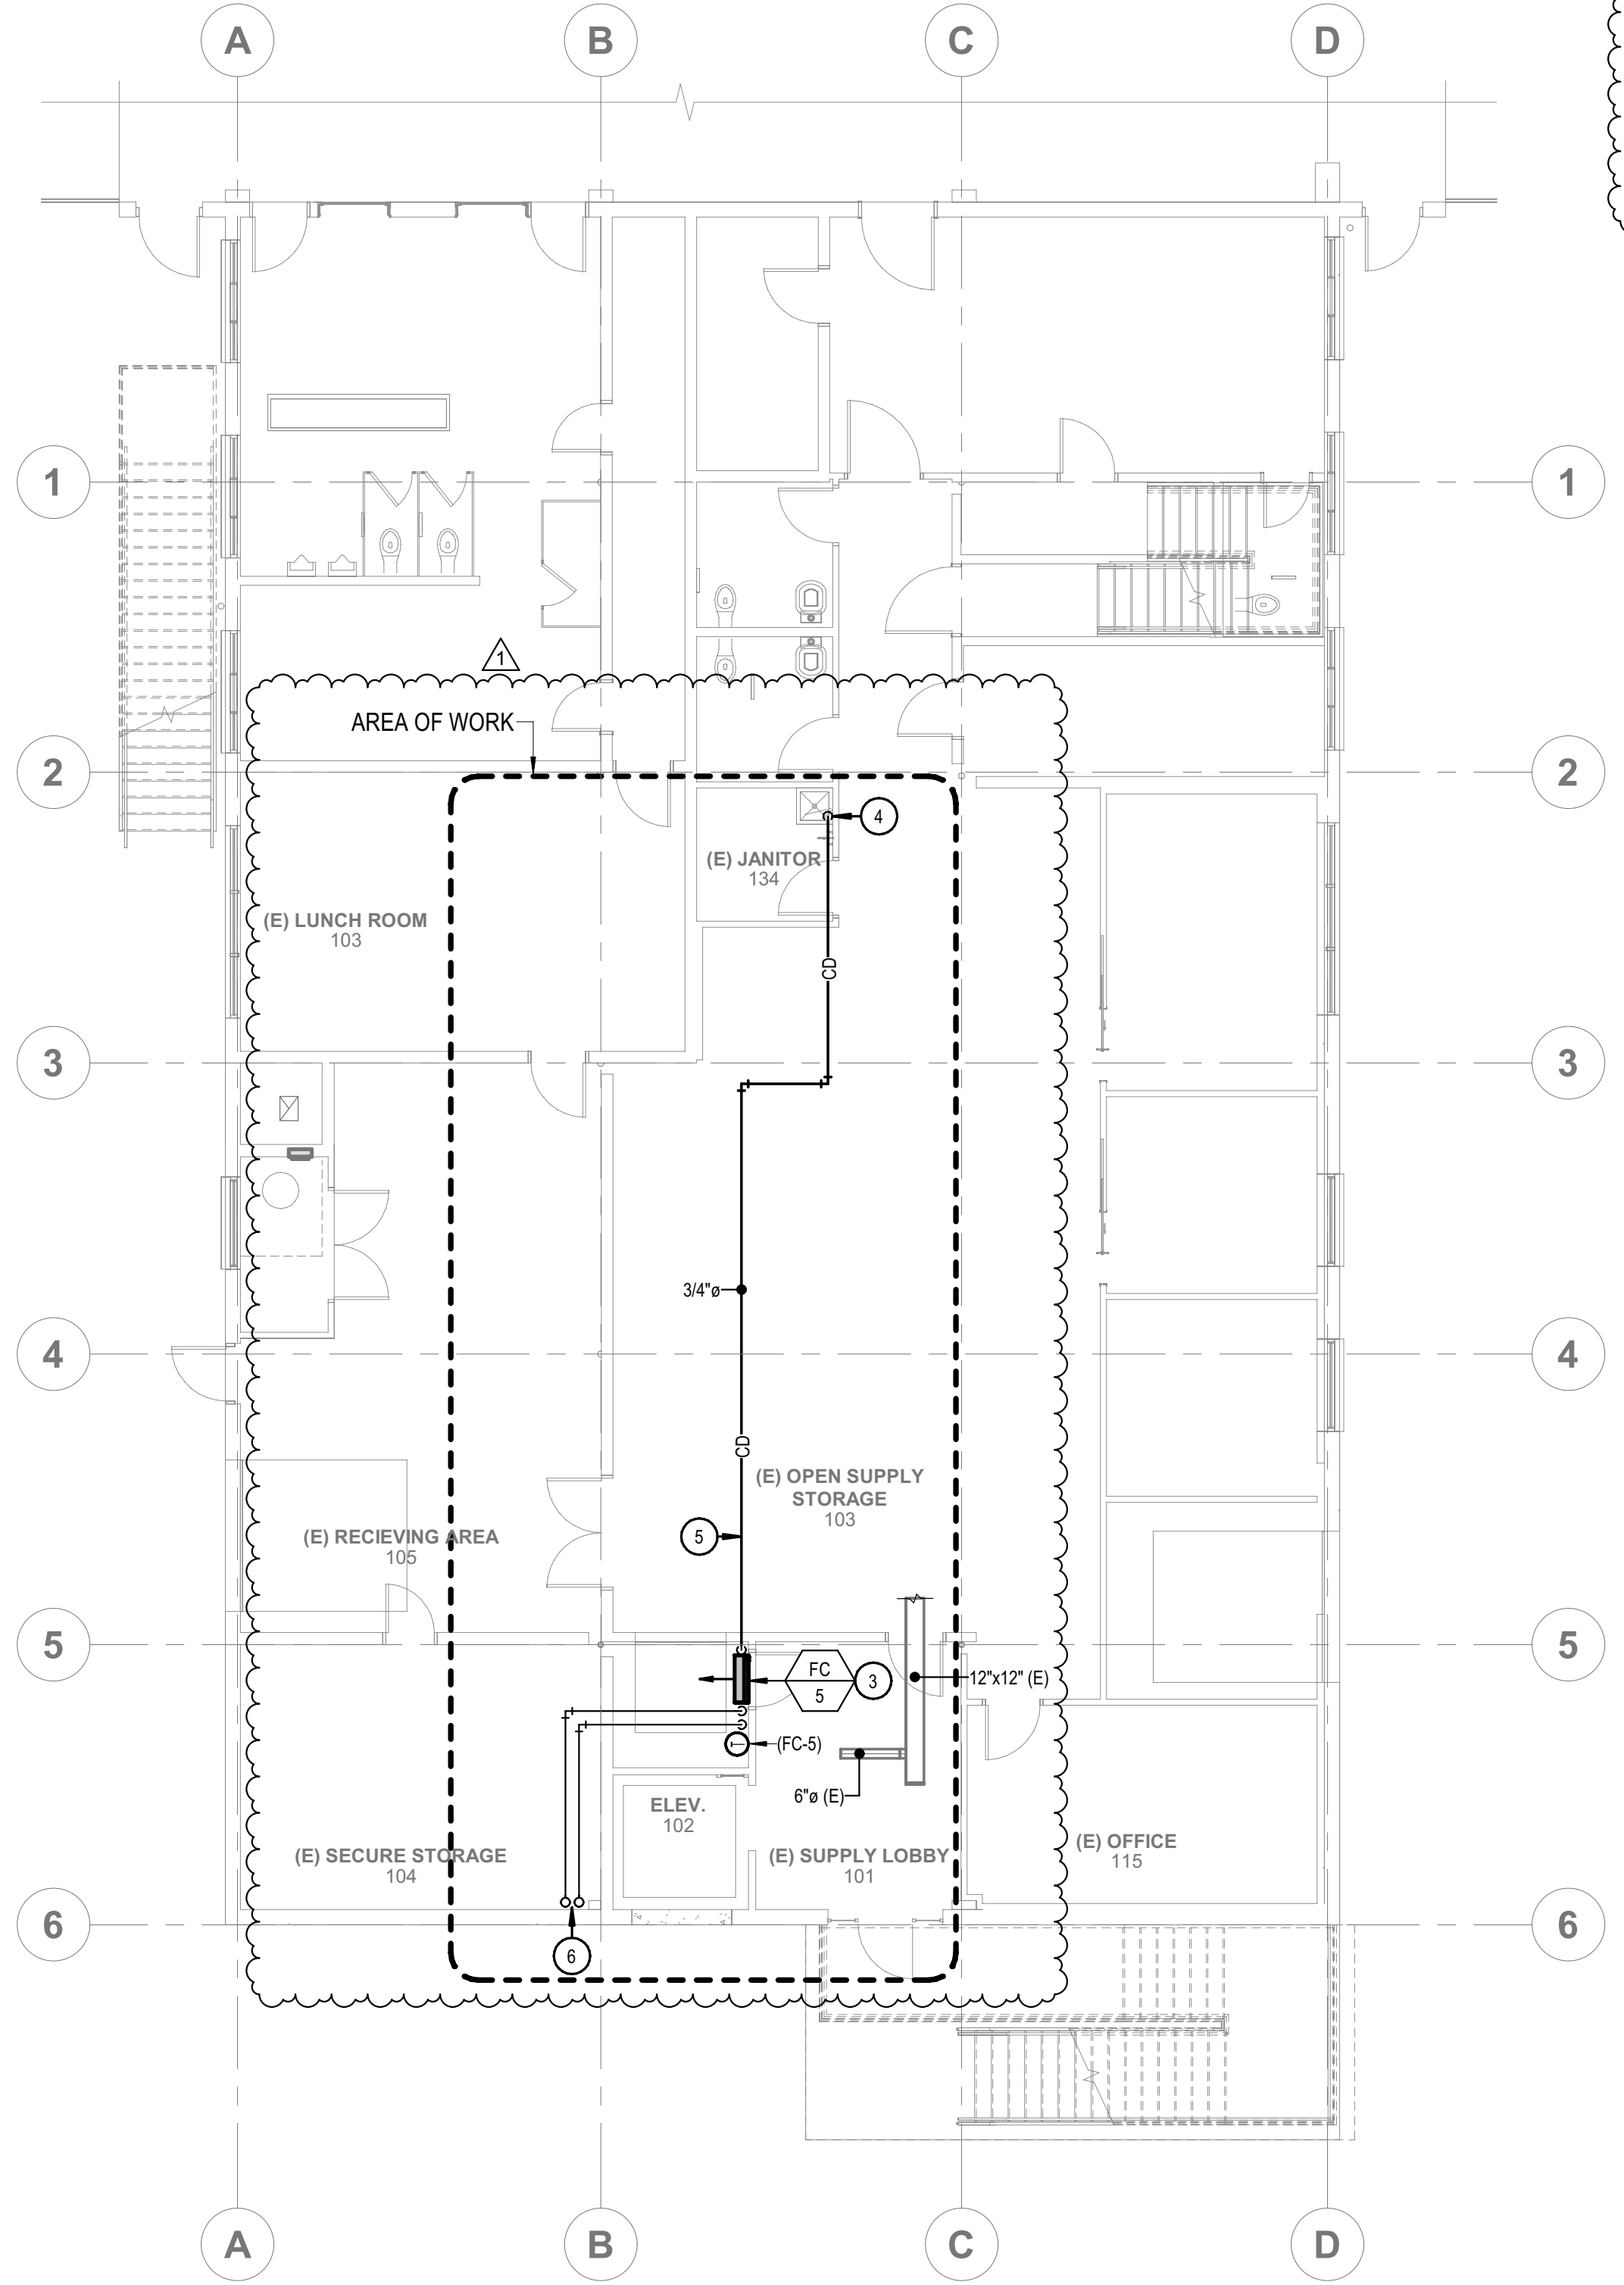 A
B
C
D
1
1
1
AREA OF WORK
2
2
4
(E) JANITOR
134
(E) LUNCH ROOM
103
CD
3
3
3/4"ø
4
4
CD
(E) OPEN SUPPLY
STORAGE
103
5
(E) RECIEVING AREA
105
5
5
FC
5
3
12"x12" (E)
(FC-5)
6"ø (E)
ELEV.
102
(E) SECURE STORAGE
104
(E) SUPPLY LOBBY
101
(E) OFFICE
115
6
6
6
A
B
C
D